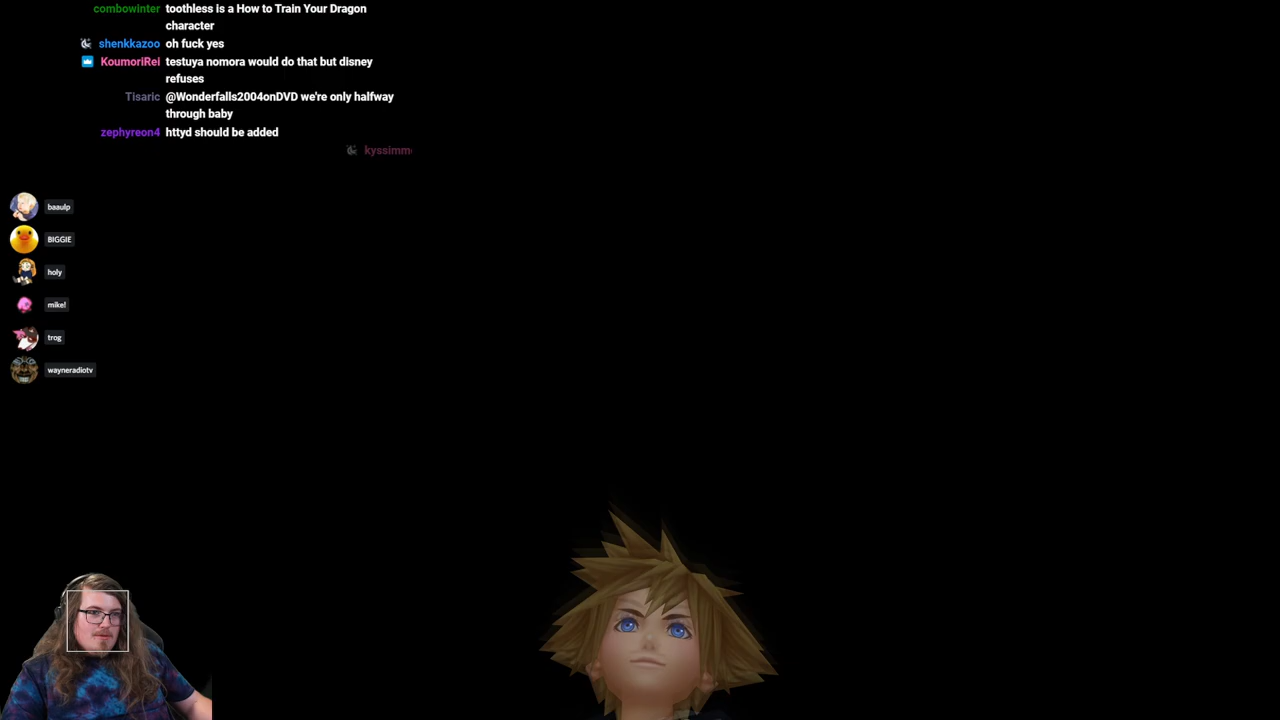 combowinter toothless is a How to Train Your Dragon
character
shenkkazoo oh fuck yes
KoumoriRei testuya nomora would do that but disney
refuses
Tisaric @Wonderfalls2004onDVD we're only halfway
through baby
zephyreon4 httyd should be added
kyssimm
baaulp
BIGGIE
holy
mike!
trog
wayneradiotv